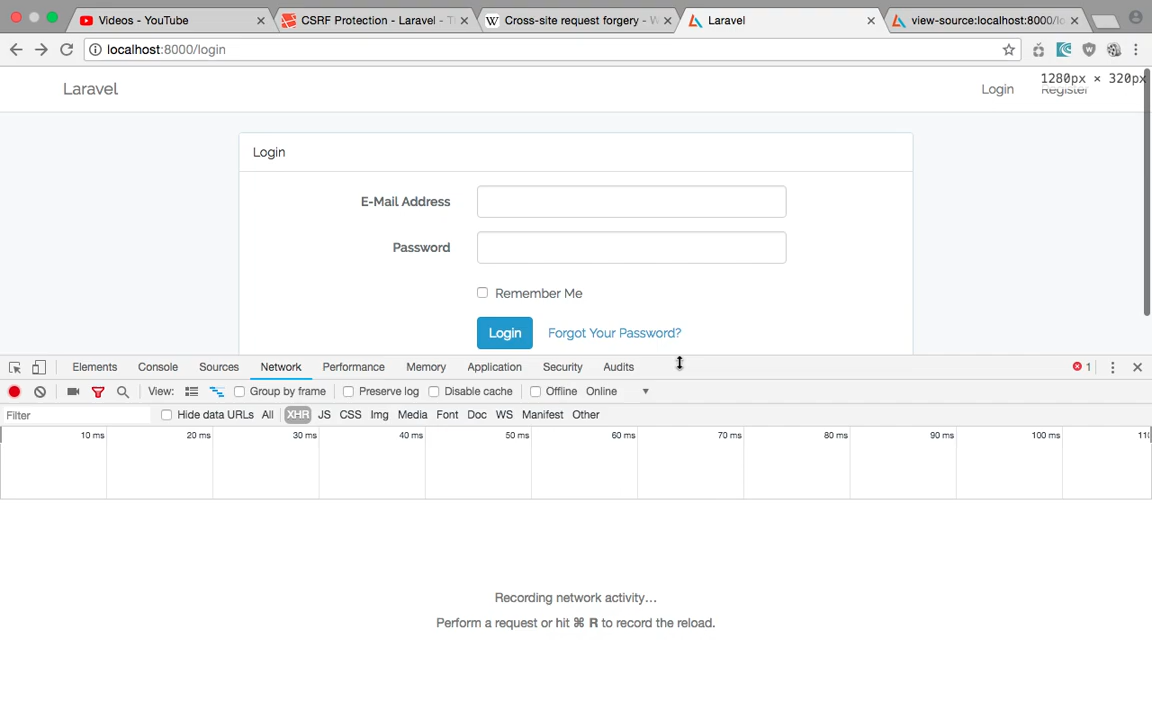 Videos - YouTube
CSRF Protection - Laravel - T
Cross-site request forgery - W
Laravel
view-source:localhost:8000/lo
localhost:8000/login
Laravel
Login
Register
1280px × 320px
Login
E-Mail Address
Password
Remember Me
Login
Forgot Your Password?
Elements
Console
Sources
Network
Performance
Memory
Application
Security
Audits
1
View:
Group by frame
Preserve log
Disable cache
Offline
Online
Filter
Hide data URLs
All
XHR
JS
CSS
Img
Media
Font
Doc
WS
Manifest
Other
10 ms
20 ms
30 ms
40 ms
50 ms
60 ms
70 ms
80 ms
90 ms
100 ms
Recording network activity…
Perform a request or hit ⌘ R to record the reload.